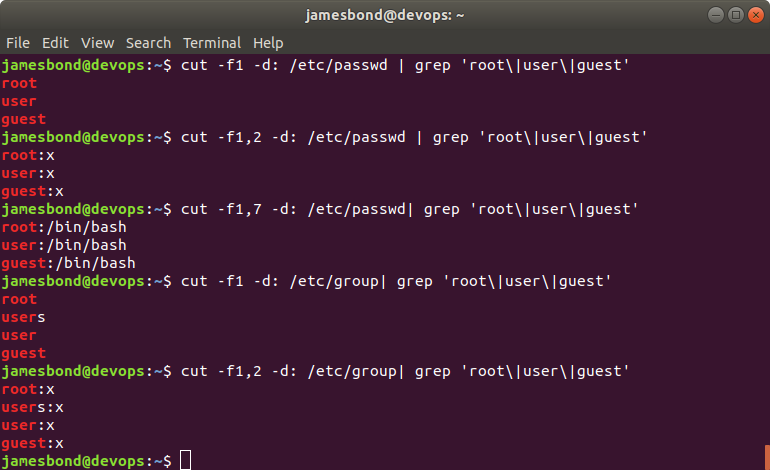 jamesbond@devops: ~
File Edit View Search Terminal Help
jamesbond@devops:~$ cut -f1 -d: /etc/passwd | grep 'root\|user\|guest'
root
user
guest
jamesbond@devops:~$ cut -f1,2 -d: /etc/passwd | grep 'root\|user\|guest'
root:x
user:x
guest:x
jamesbond@devops:~$ cut -f1,7 -d: /etc/passwd| grep 'root\|user\|guest'
root:/bin/bash
user:/bin/bash
guest:/bin/bash
jamesbond@devops:~$ cut -f1 -d: /etc/group| grep 'root\|user\|guest'
root
users
user
guest
jamesbond@devops:~$ cut -f1,2 -d: /etc/group| grep 'root\|user\|guest'
root:x
users:x
user:x
guest:x
jamesbond@devops:~$